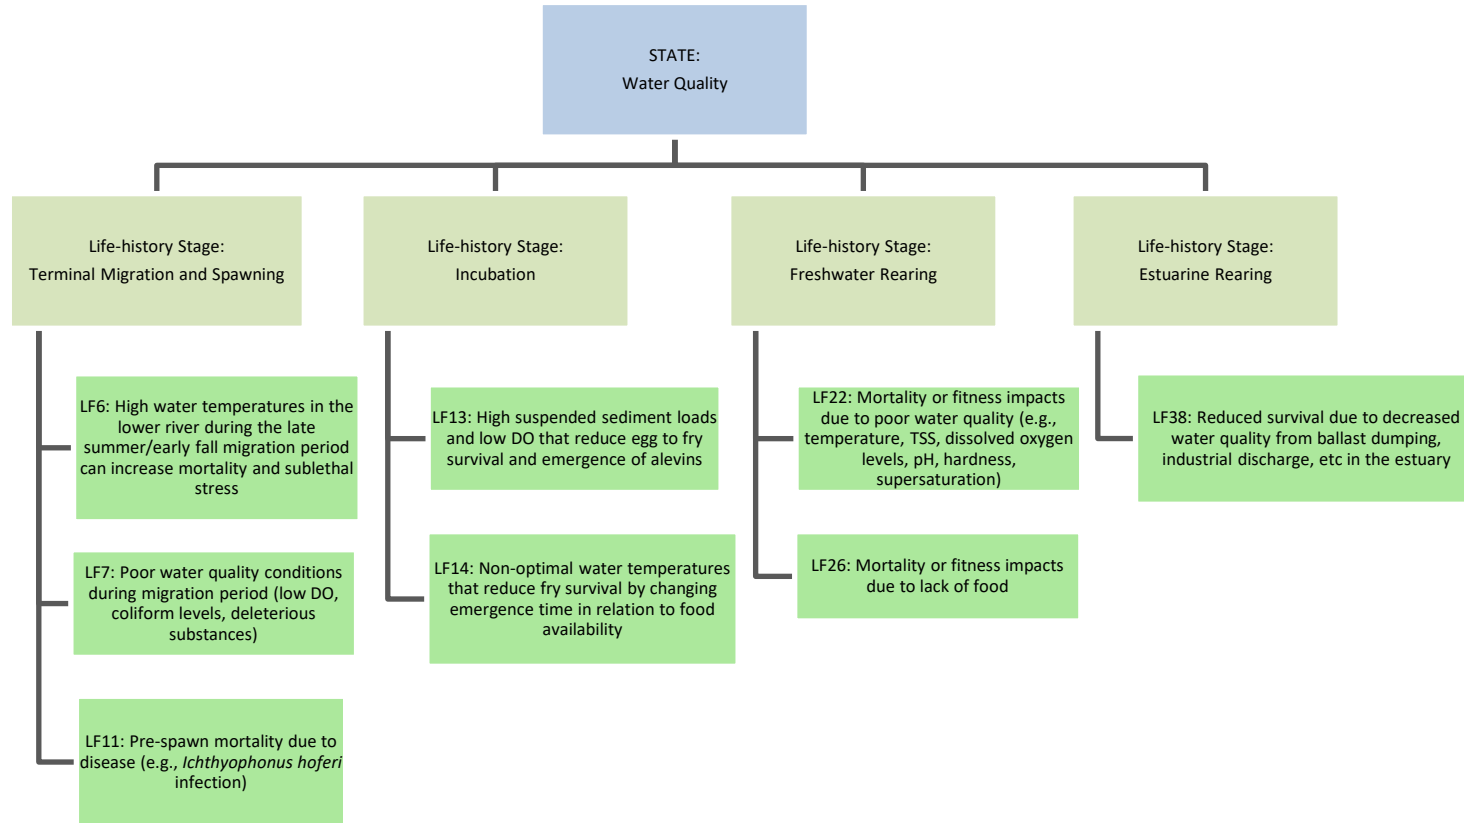 STATE:
Water Quality
Life-history Stage:
Terminal Migration and Spawning
Life-history Stage:
Incubation
Life-history Stage:
Freshwater Rearing
Life-history Stage:
Estuarine Rearing
LF6: High water temperatures in the
lower river during the late
summer/early fall migration period
can increase mortality and sublethal
stress
LF7: Poor water quality conditions
during migration period (low DO,
coliform levels, deleterious
substances)
LF11: Pre-spawn mortality due to
disease (e.g., Ichthyophonus hoferi
infection)
LF13: High suspended sediment loads
and low DO that reduce egg to fry
survival and emergence of alevins
LF14: Non-optimal water temperatures
that reduce fry survival by changing
emergence time in relation to food
availability
LF22: Mortality or fitness impacts
due to poor water quality (e.g.,
temperature, TSS, dissolved oxygen
levels, pH, hardness,
supersaturation)
LF26: Mortality or fitness impacts
due to lack of food
LF38: Reduced survival due to decreased
water quality from ballast dumping,
industrial discharge, etc in the estuary